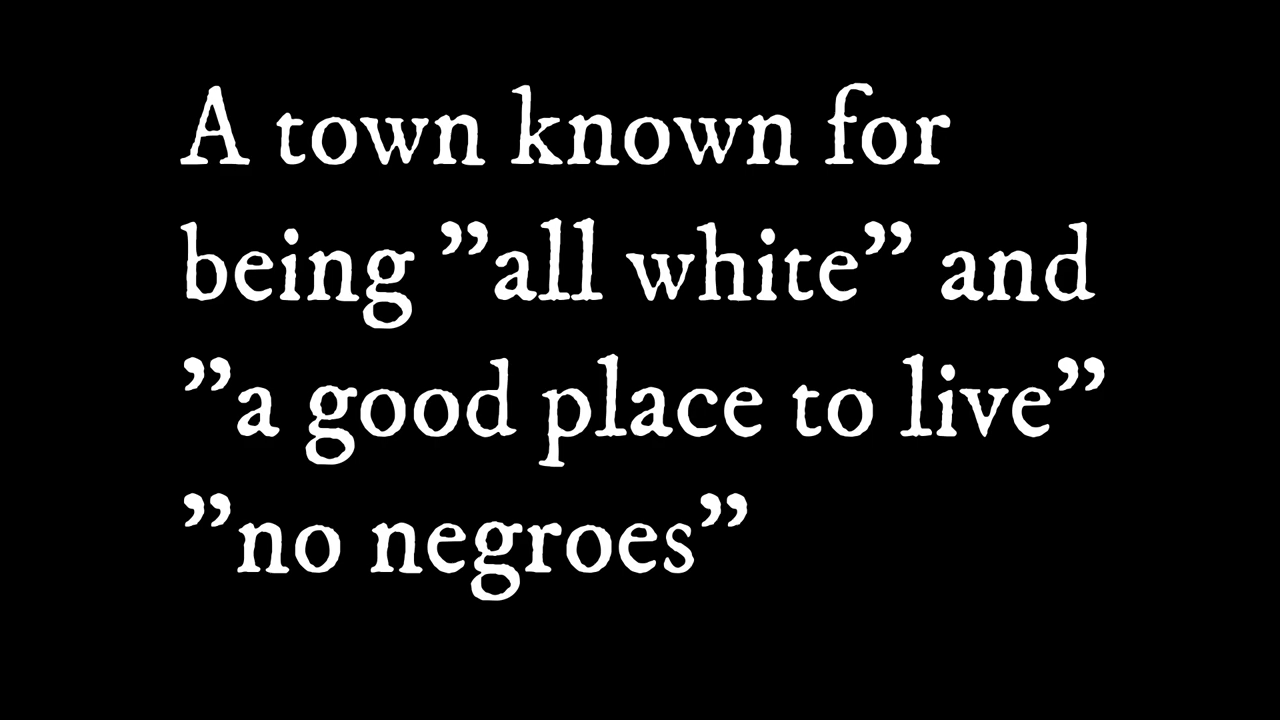 A town known for
being ”all white” and
”a good place to live”
”no negroes”